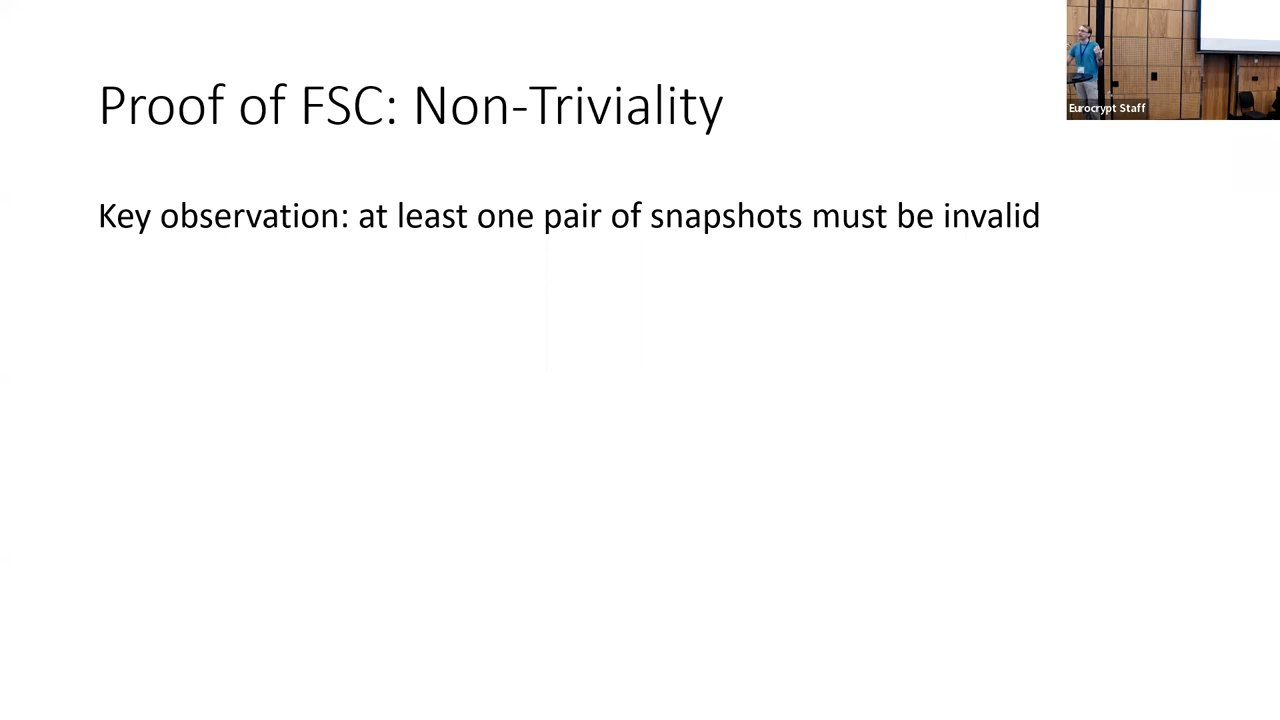 Proof of FSC: Non-Triviality
Eurocrypt Staff
Key observation: at least one pair of snapshots must be invalid